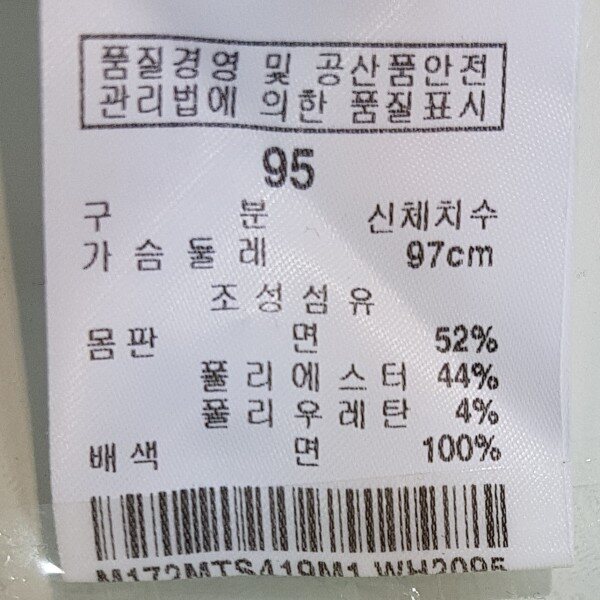 품질경영 및 공산품안전
관리법에 의한 품질표시
95
구 분 신체치수
가슴둘레 97cm
조성섬유
몸판 면 52%
폴리에스터 44%
폴리우레탄 4%
배색 면 100%
M172MTS419M1 WH2095